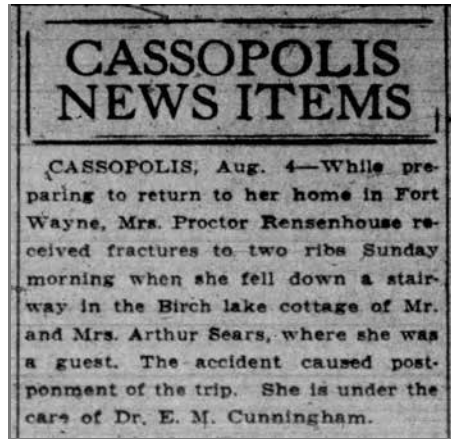 CASSOPOLIS
NEWS ITEMS
CASSOPOLIS, Aug. 4—While pre-
paring to return to her home in Fort
Wayne, Mrs. Proctor Rensenhouse re-
ceived fractures to two ribs Sunday
morning when she fell down a stair-
way in the Birch lake cottage of Mr.
and Mrs. Arthur Sears, where she was
a guest. The accident caused post-
ponment of the trip. She is under the
care of Dr. E. M. Cunningham.